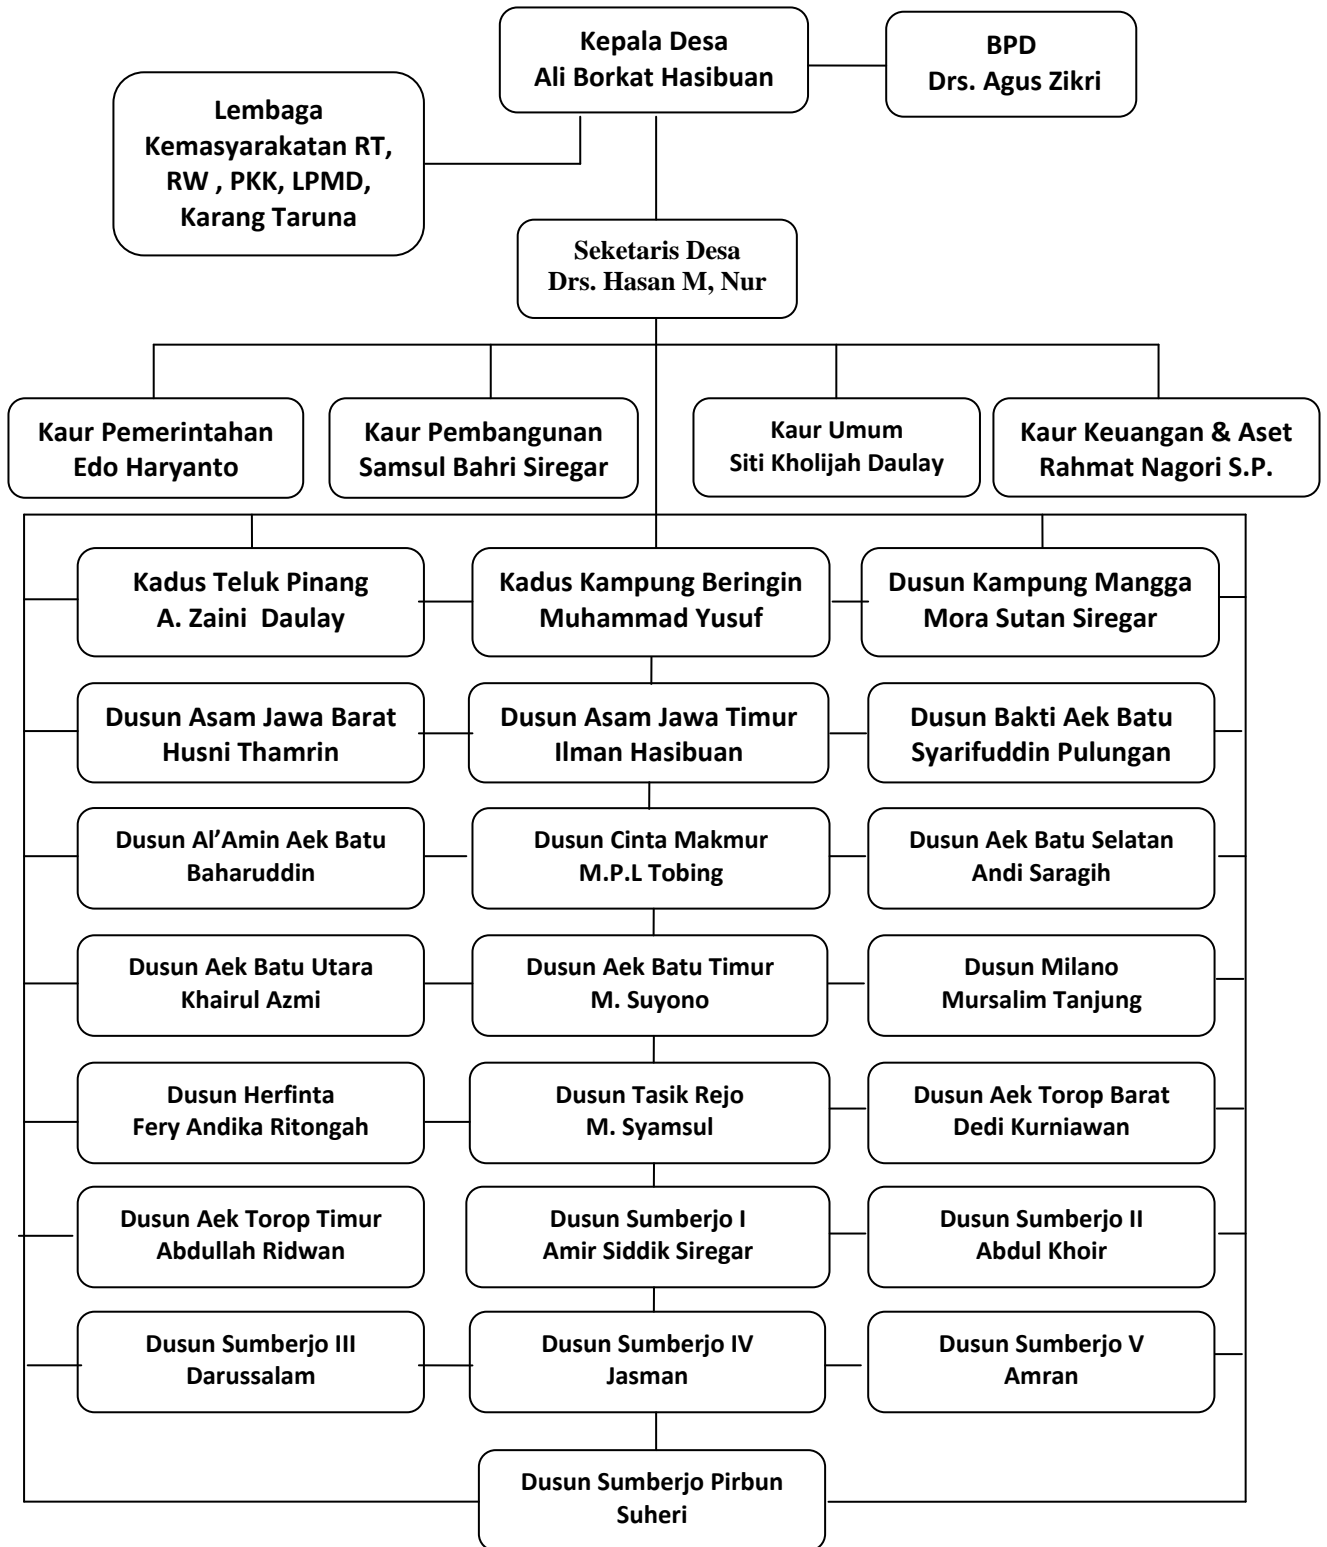 Kepala Desa
Ali Borkat Hasibuan
BPD
Drs. Agus Zikri
Lembaga
Kemasyarakatan RT,
RW , PKK, LPMD,
Karang Taruna
Seketaris Desa
Drs. Hasan M, Nur
Kaur Pemerintahan
Edo Haryanto
Kaur Pembangunan
Samsul Bahri Siregar
Kaur Umum
Siti Kholijah Daulay
Kaur Keuangan & Aset
Rahmat Nagori S.P.
Kadus Teluk Pinang
A. Zaini  Daulay
Kadus Kampung Beringin
Muhammad Yusuf
Dusun Kampung Mangga
Mora Sutan Siregar
Dusun Asam Jawa Barat
Husni Thamrin
Dusun Asam Jawa Timur
Ilman Hasibuan
Dusun Bakti Aek Batu
Syarifuddin Pulungan
Dusun Al’Amin Aek Batu
Baharuddin
Dusun Cinta Makmur
M.P.L Tobing
Dusun Aek Batu Selatan
Andi Saragih
Dusun Aek Batu Utara
Khairul Azmi
Dusun Aek Batu Timur
M. Suyono
Dusun Milano
Mursalim Tanjung
Dusun Herfinta
Fery Andika Ritongah
Dusun Tasik Rejo
M. Syamsul
Dusun Aek Torop Barat
Dedi Kurniawan
Dusun Aek Torop Timur
Abdullah Ridwan
Dusun Sumberjo I
Amir Siddik Siregar
Dusun Sumberjo II
Abdul Khoir
Dusun Sumberjo III
Darussalam
Dusun Sumberjo IV
Jasman
Dusun Sumberjo V
Amran
Dusun Sumberjo Pirbun
Suheri